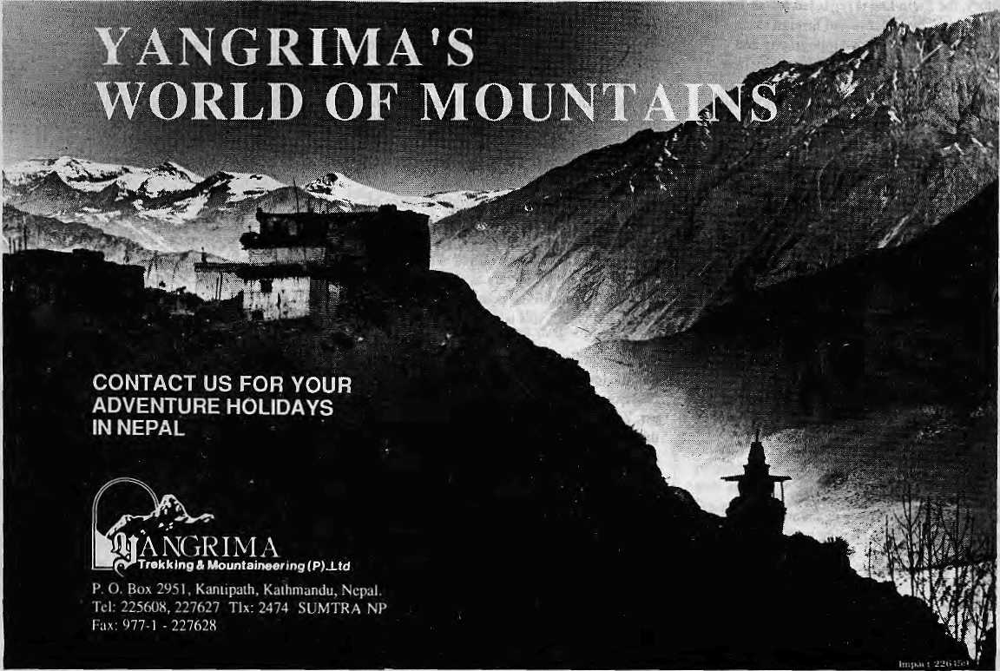 YANGRIMA'S
WORLD OF MOUNTAINS
CONTACT US FOR YOUR
ADVENTURE HOLIDAYS
IN NEPAL
YANGRIMA
Trekking & Mountaineering (P). Ltd
P. O. Box 2951, Kantipath, Kathmandu, Nepal.
Tel: 225608, 227627 Tlx: 2474 SUMTRA NP
Fax: 977-1 - 227628
Impact